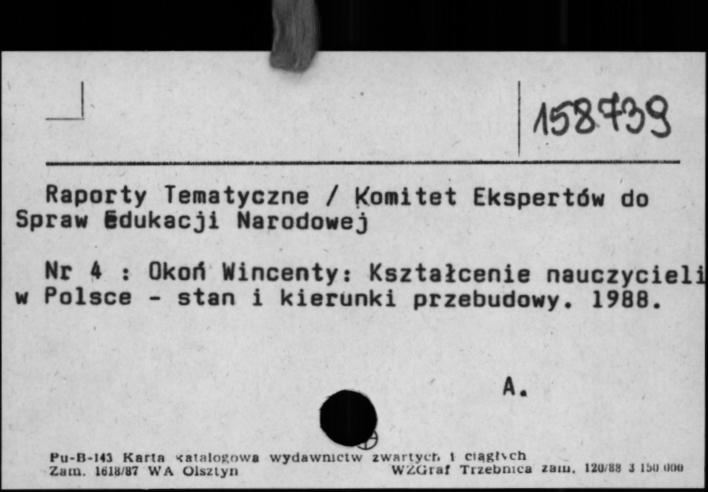 158739
Raporty Tematyczne / Komitet Ekspertów do
Spraw Edukacji Narodowej
Nr 4 : Okoń Wincenty: Kształcenie nauczycieli
w Polsce - stan i kierunki przebudowy. 1988.
A.
Pu-B-143 Karta katalogowa wydawnictw zwartych i ciągłych
Zam. 1618/87 WA Olsztyn WZGraf Trzebnica zam. 120/88 3 150 000